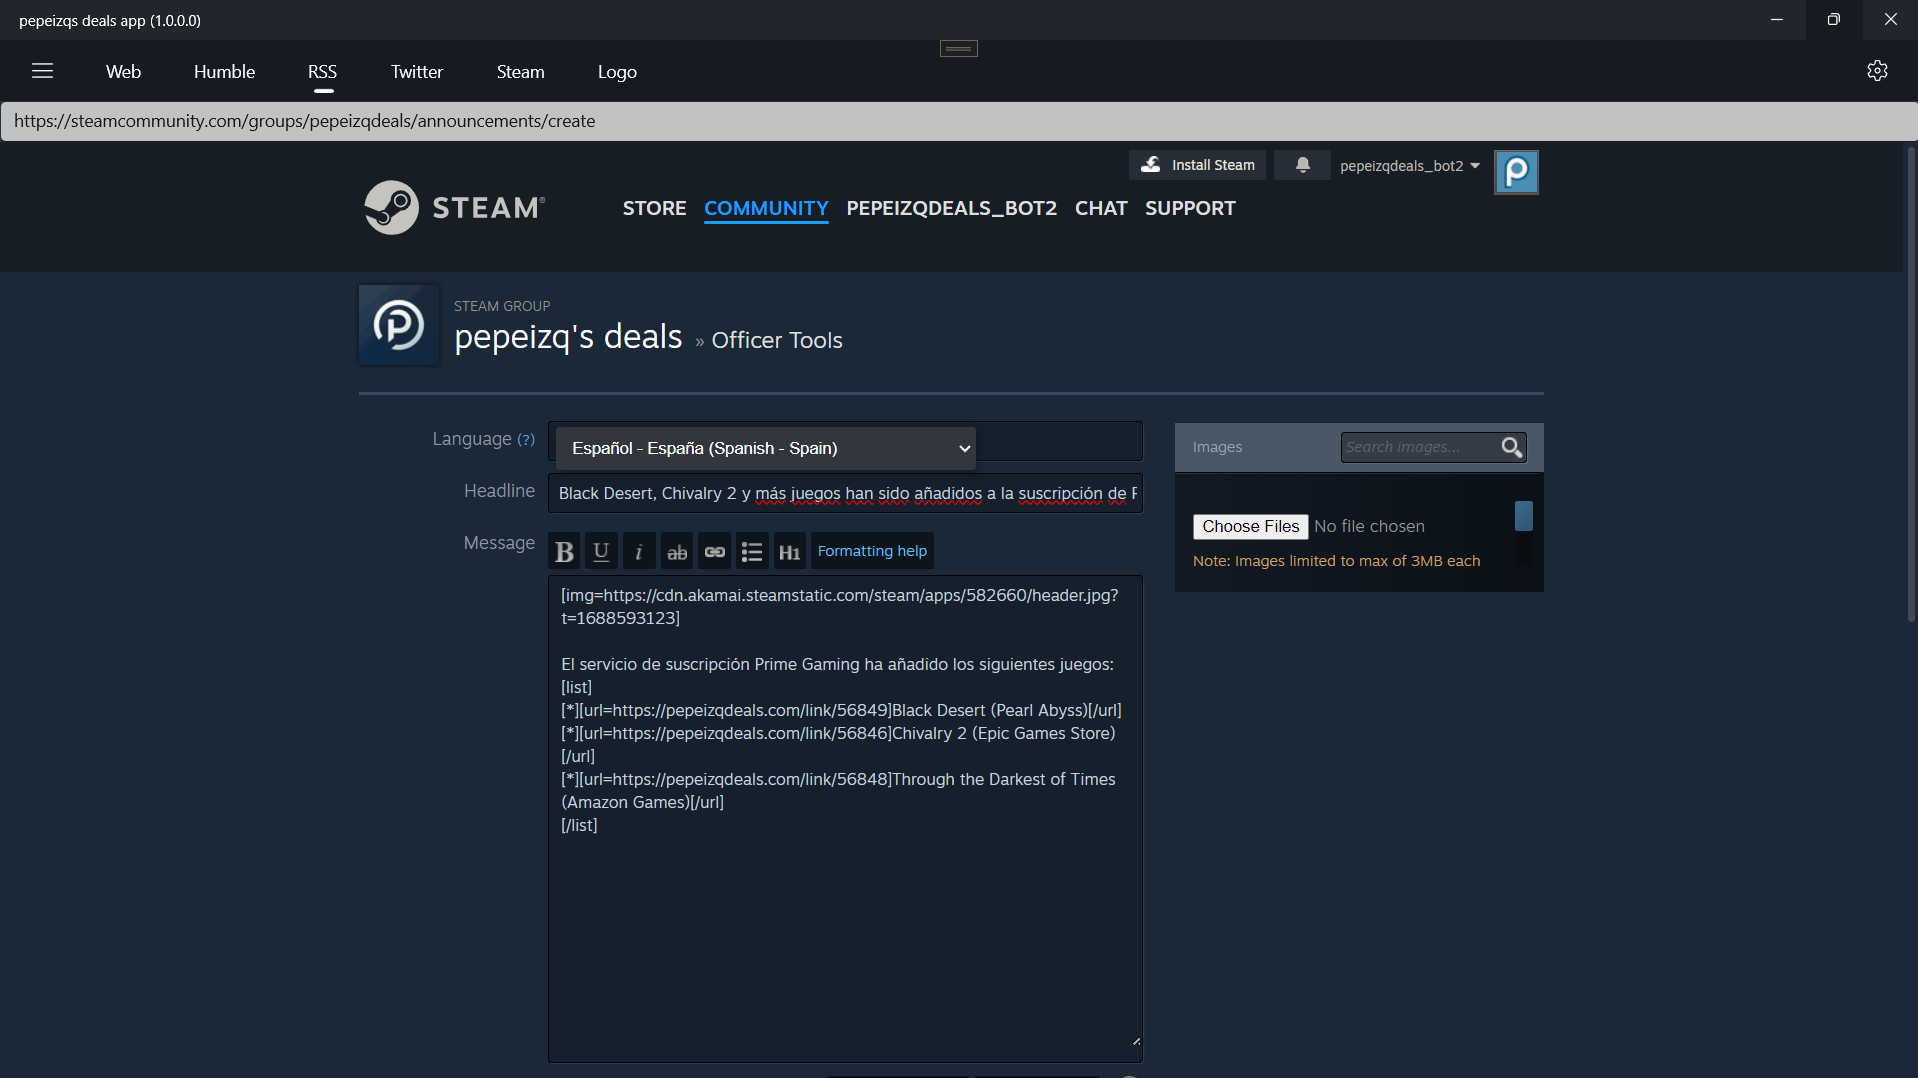 pepeizqs deals app (1.0.0.0)
Web Humble RSS Twitter Steam Logo
https://steamcommunity.com/groups/pepeizqdeals/announcements/create
Install Steam pepeizqdeals_bot2
STEAM®
STORE COMMUNITY PEPEIZQDEALS_BOT2 CHAT SUPPORT
STEAM GROUP
pepeizq's deals » Officer Tools
Language (?) Español - España (Spanish - Spain)
Images Search images...
Headline Black Desert, Chivalry 2 y más juegos han sido añadidos a la suscripción de
Choose Files No file chosen
Note: Images limited to max of 3MB each
Message B U i ab H1 Formatting help
[img=https://cdn.akamai.steamstatic.com/steam/apps/582660/header.jpg?
t=1688593123]
El servicio de suscripción Prime Gaming ha añadido los siguientes juegos:
[list]
[*][url=https://pepeizqdeals.com/link/56849]Black Desert (Pearl Abyss)[/url]
[*][url=https://pepeizqdeals.com/link/56846]Chivalry 2 (Epic Games Store)
[/url]
[*][url=https://pepeizqdeals.com/link/56848]Through the Darkest of Times
(Amazon Games)[/url]
[/list]